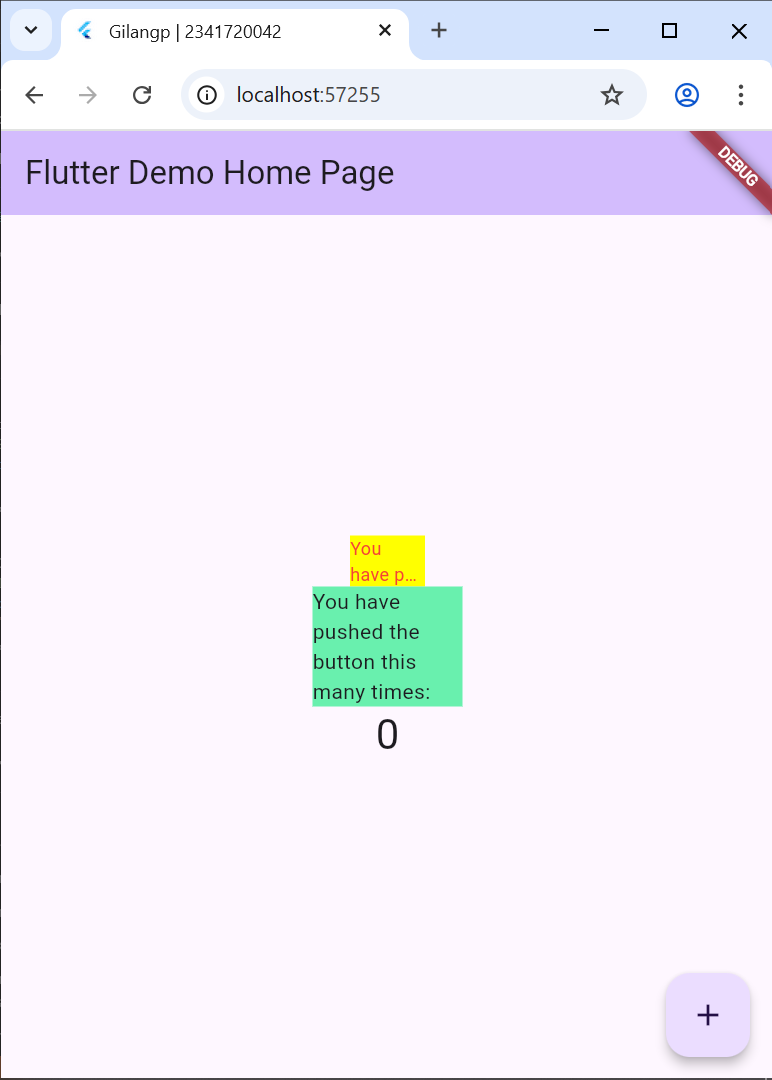 Gilangp | 2341720042
localhost:57255
Flutter Demo Home Page
DEBUG
You
have p…
You have
pushed the
button this
many times:
0